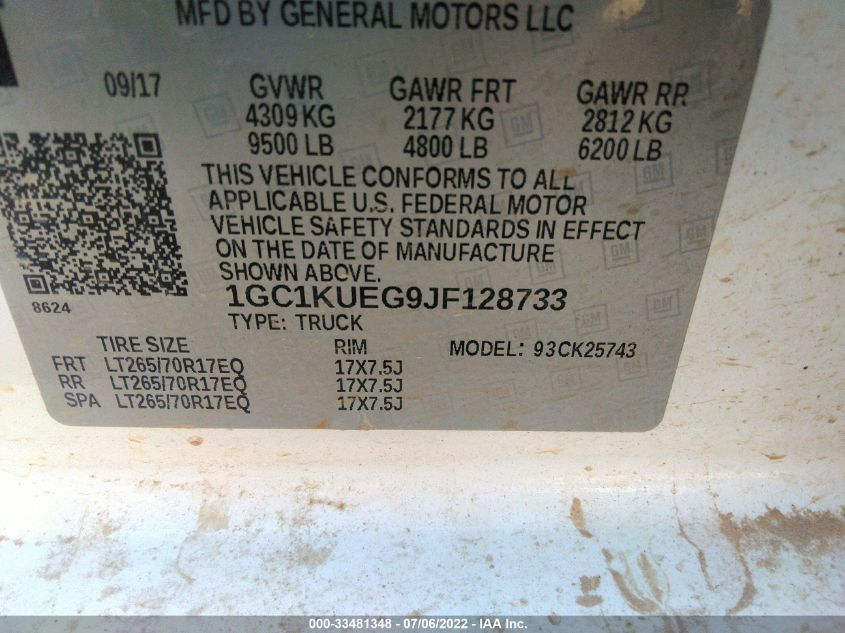 MFD BY GENERAL MOTORS LLC
09/17 GVWR GAWR FRT GAWR RR
4309 KG 2177 KG 2812 KG
9500 LB 4800 LB 6200 LB
THIS VEHICLE CONFORMS TO ALL
APPLICABLE U.S. FEDERAL MOTOR
VEHICLE SAFETY STANDARDS IN EFFECT
ON THE DATE OF MANUFACTURE
SHOWN ABOVE.
8624
1GC1KUEG9JF128733
TYPE: TRUCK
TIRE SIZE RIM MODEL: 93CK25743
FRT LT265/70R17EQ 17X7.5J
RR LT265/70R17EQ 17X7.5J
SPA LT265/70R17EQ 17X7.5J
000-33481348 - 07/06/2022 - IAAI.com